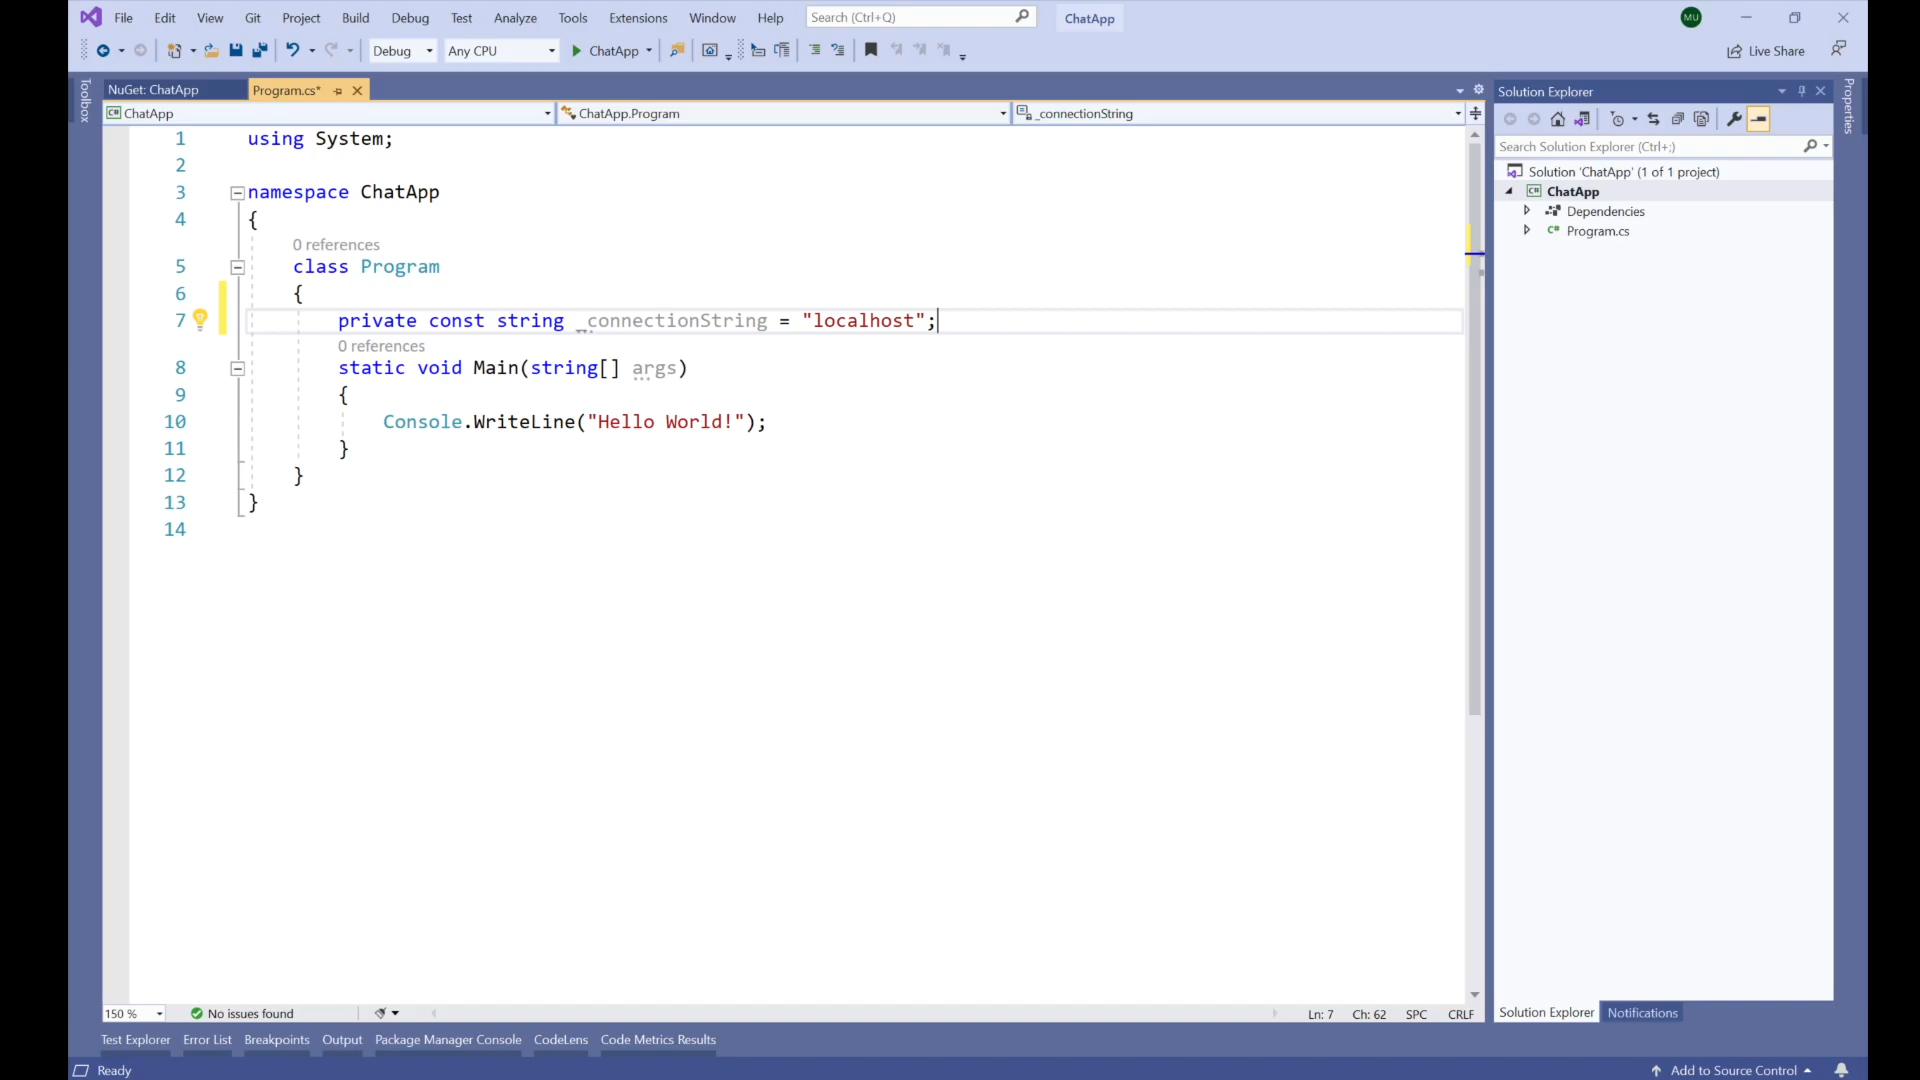 File Edit View Git Project Build Debug Test Analyze Tools Extensions Window Help Search (Ctrl+Q) ChatApp MU
Debug Any CPU ChatApp Live Share
Toolbox
NuGet: ChatApp Program.cs*
ChatApp ChatApp.Program _connectionString
1 using System;
2
3 namespace ChatApp
4 {
0 references
5 class Program
6 {
7 private const string _connectionString = "localhost";
0 references
8 static void Main(string[] args)
9 {
10 Console.WriteLine("Hello World!");
11 }
12 }
13 }
14
150 % No issues found Ln: 7 Ch: 62 SPC CRLF
Solution Explorer
Search Solution Explorer (Ctrl+;)
Solution 'ChatApp' (1 of 1 project)
C# ChatApp
Dependencies
C# Program.cs
Solution Explorer Notifications
Properties
Test Explorer Error List Breakpoints Output Package Manager Console CodeLens Code Metrics Results
Ready Add to Source Control